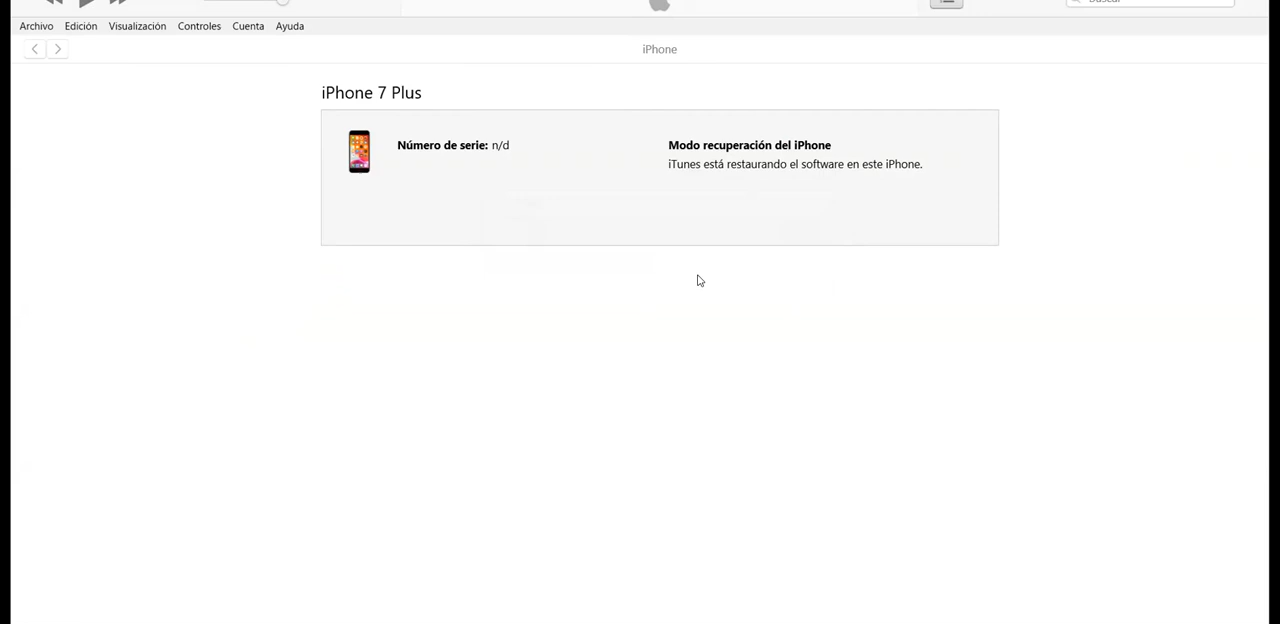 Buscar
Archivo Edición Visualización Controles Cuenta Ayuda
iPhone
iPhone 7 Plus
Número de serie: n/d
Modo recuperación del iPhone
iTunes está restaurando el software en este iPhone.